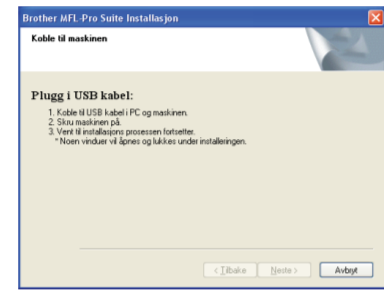 Brother MFL-Pro Suite Installasjon
Koble til maskinen
Plugg i USB kabel:
1. Koble til USB kabel i PC og maskinen.
2. Skru maskinen på.
3. Vent til installasjons prosessen fortsetter.
* Noen vinduer vil åpnes og lukkes under installeringen.
< Tilbake Neste > Avbryt